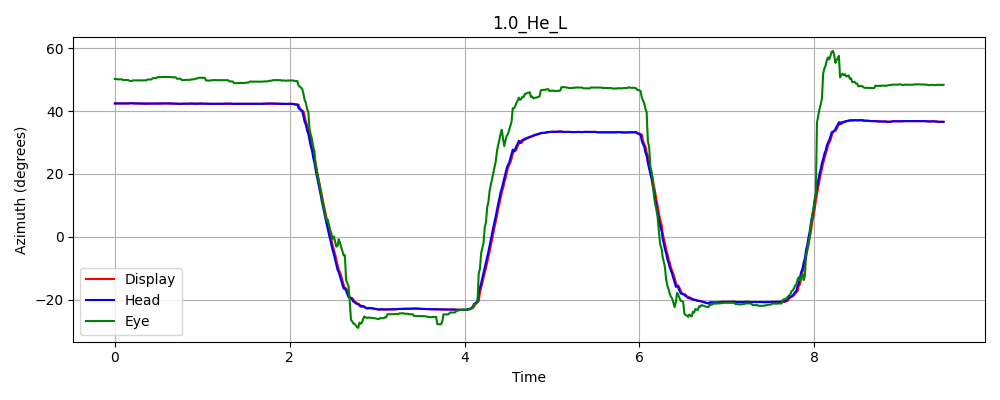 1.0_He_L
Azimuth (degrees)
60
40
20
0
−20
Display
Head
Eye
0 2 4 6 8
Time